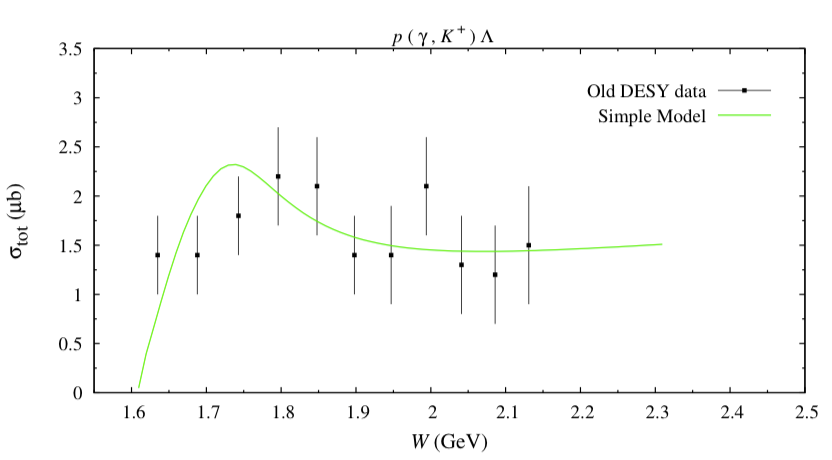 p ( γ , K⁺ ) Λ
3.5
3
2.5
2
1.5
1
0.5
0
σtot (μb)
Old DESY data
Simple Model
1.6 1.7 1.8 1.9 2 2.1 2.2 2.3 2.4 2.5
W (GeV)